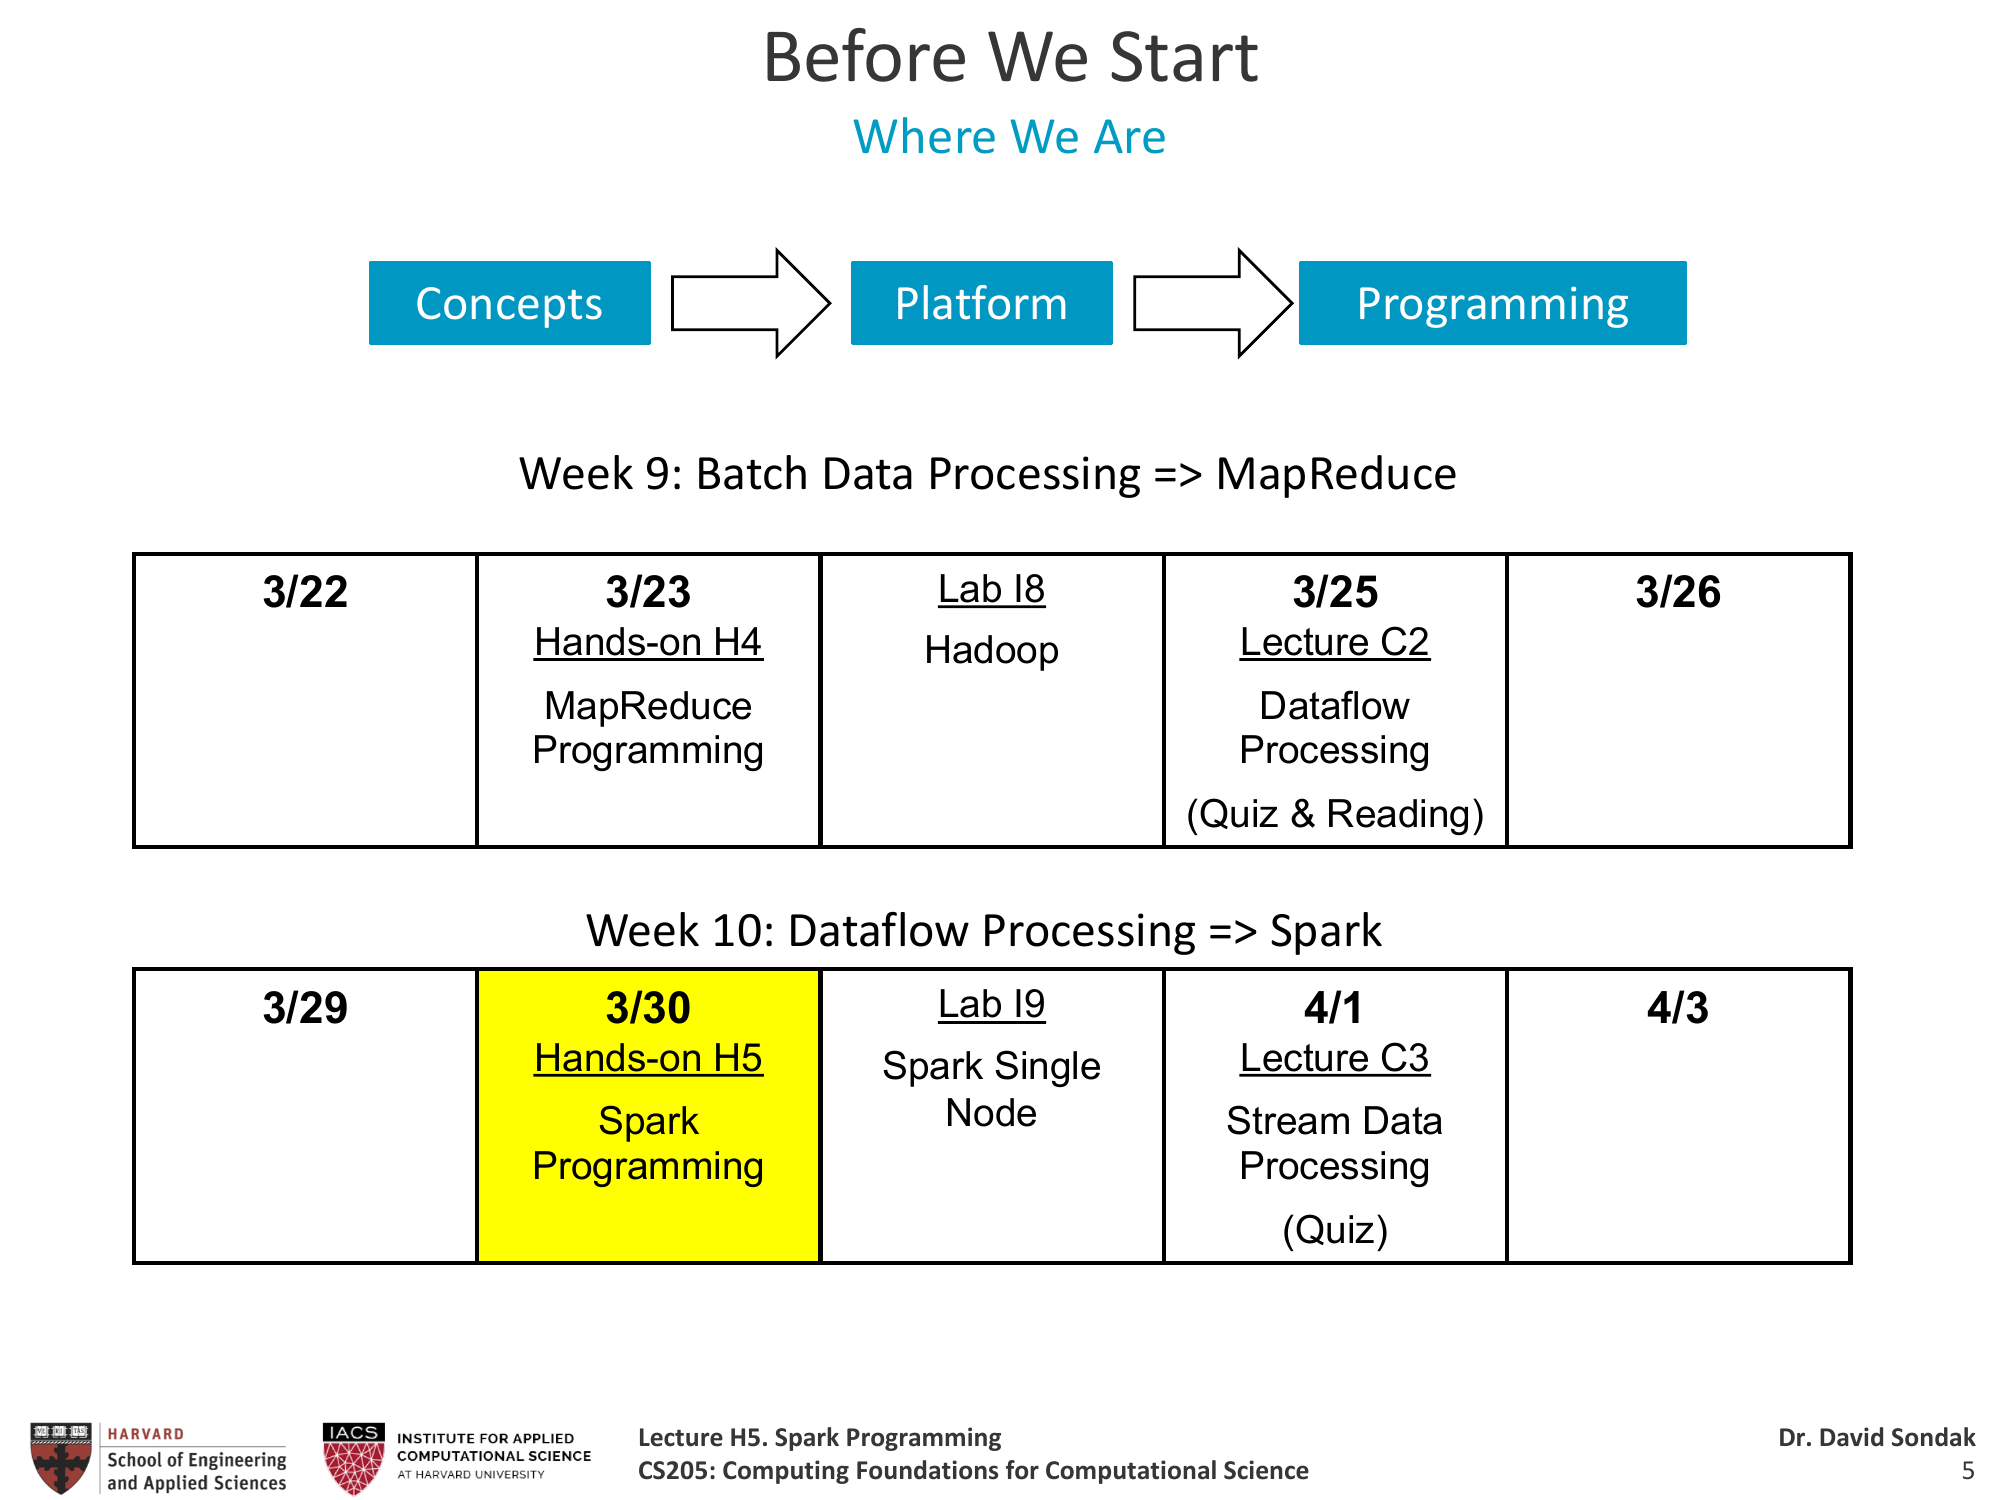 Before We Start
Where We Are
Concepts
Platform
Programming
Week 9: Batch Data Processing => MapReduce
3/22
3/23
Hands-on H4
MapReduce
Programming
Lab I8
Hadoop
3/25
Lecture C2
Dataflow
Processing
(Quiz & Reading)
3/26
Week 10: Dataflow Processing => Spark
3/29
3/30
Hands-on H5
Spark
Programming
Lab I9
Spark Single
Node
4/1
Lecture C3
Stream Data
Processing
(Quiz)
4/3
HARVARD
School of Engineering
and Applied Sciences
IACS
INSTITUTE FOR APPLIED
COMPUTATIONAL SCIENCE
AT HARVARD UNIVERSITY
Lecture H5. Spark Programming
CS205: Computing Foundations for Computational Science
Dr. David Sondak
5